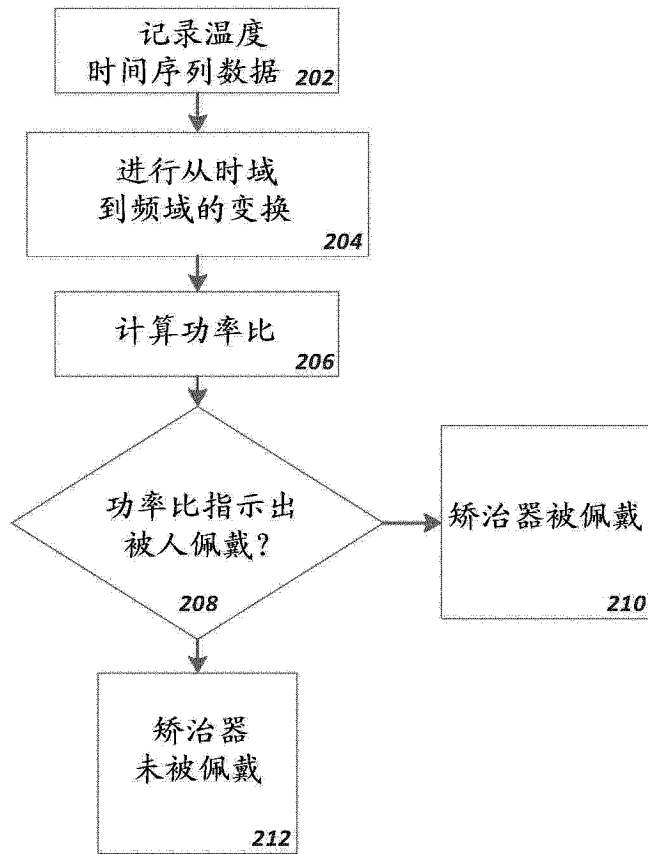 记录温度
时间序列数据
202
进行从时域
到频域的变换
204
计算功率比
206
功率比指示出
被人佩戴?
208
矫治器被佩戴
210
矫治器
未被佩戴
212